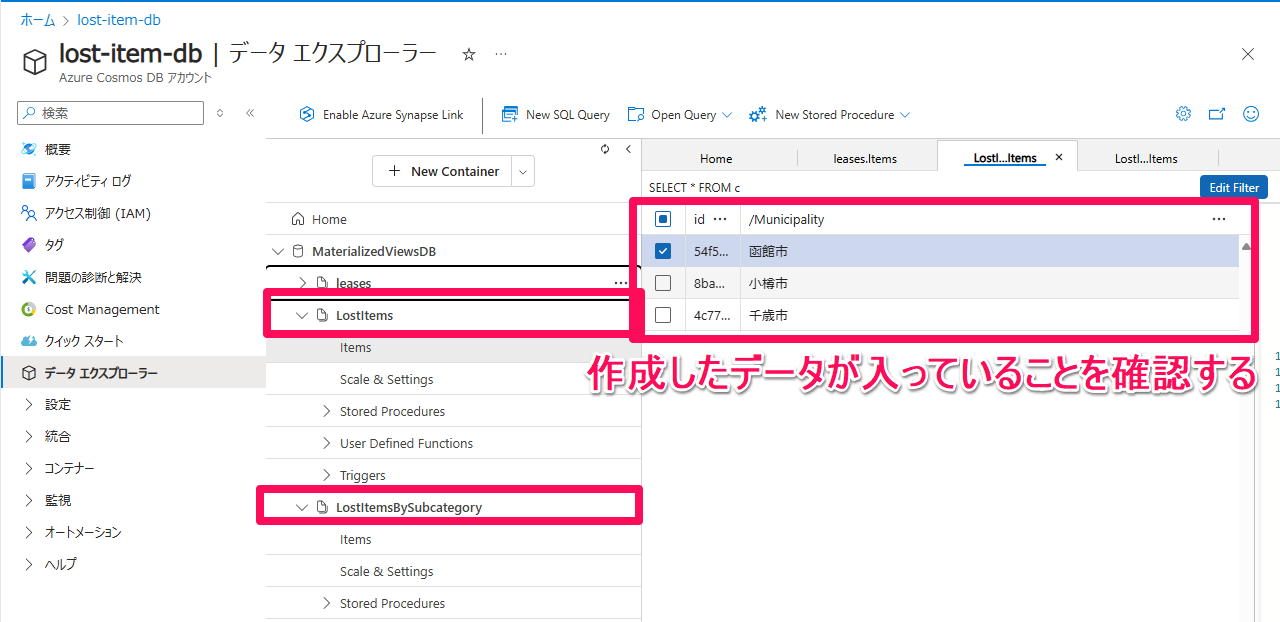 ホーム > lost-item-db
lost-item-db | データ エクスプローラー ☆ ...
Azure Cosmos DB アカウント
検索
概要
アクティビティ ログ
アクセス制御 (IAM)
タグ
問題の診断と解決
Cost Management
クイック スタート
データ エクスプローラー
設定
統合
コンテナー
監視
オートメーション
ヘルプ
Enable Azure Synapse Link
New SQL Query
Open Query
New Stored Procedure
+ New Container
Home
MaterializedViewsDB
leases ...
LostItems
Items
Scale & Settings
Stored Procedures
User Defined Functions
Triggers
LostItemsBySubcategory
Items
Scale & Settings
Stored Procedures
Home
leases.Items
LostI...Items
LostI...Items
SELECT * FROM c
Edit Filter
id ... /Municipality ...
54f5... 函館市
8ba... 小樽市
4c77... 千歳市
作成したデータが入っていることを確認する
1
1
1
1